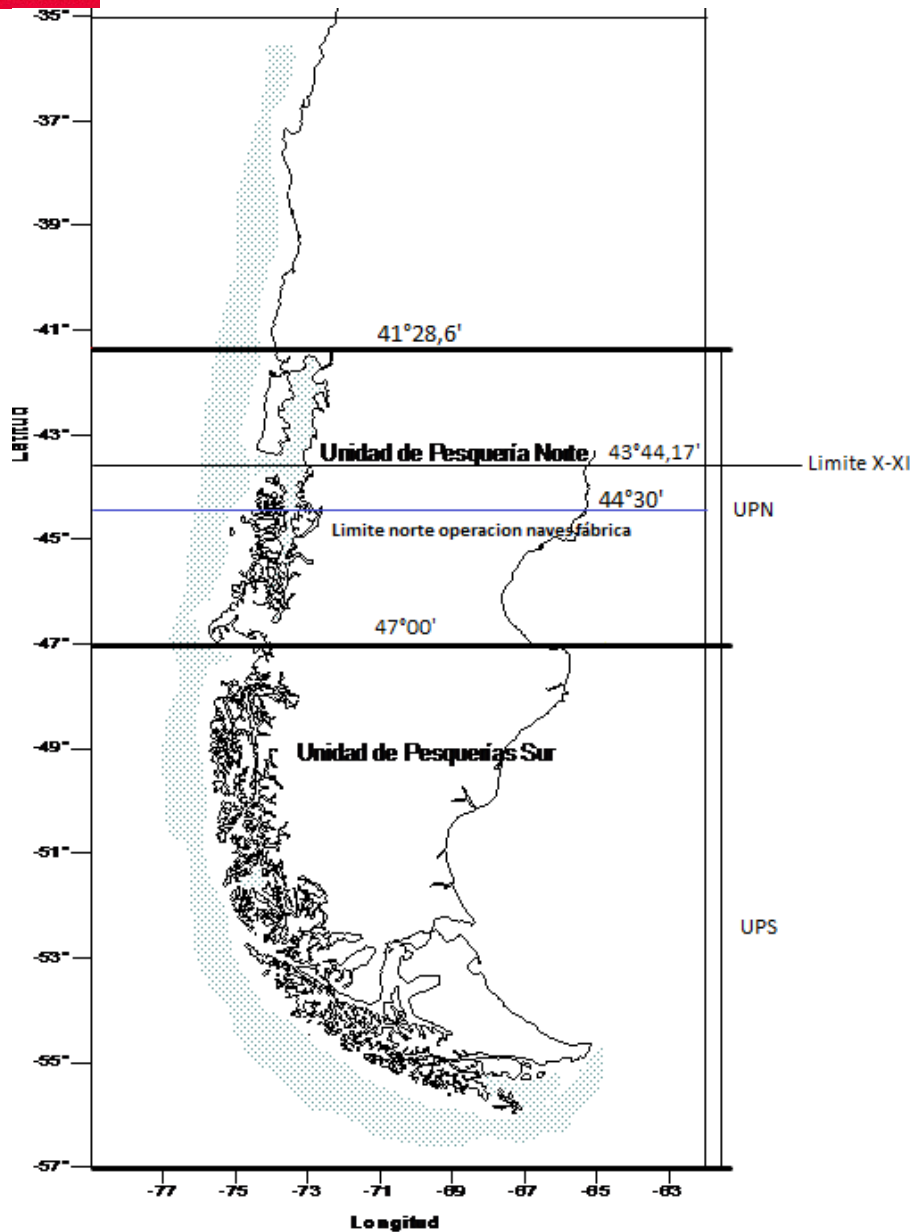 -35°
-37°
-39°
-41°
41°28,6'
-43°
Latitud
Unidad de Pesquería Norte
43°44,17'
Limite X-XI
44°30'
UPN
Limite norte operacion naves fábrica
-45°
47°00'
-47°
-49°
Unidad de Pesquerías Sur
-51°
UPS
-53°
-55°
-57°
-77 -75 -73 -71 -69 -67 -65 -63
Longitud